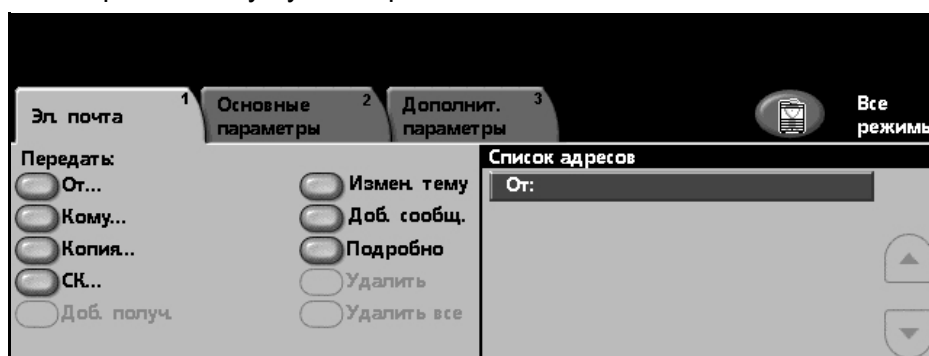 Эл. почта 1
Основные параметры 2
Дополнит. параметры 3
Все режимы
Передать:
От...
Кому...
Копия...
СК...
Доб. получ.
Измен. тему
Доб. сообщ.
Подробно
Удалить
Удалить все
Список адресов
От: